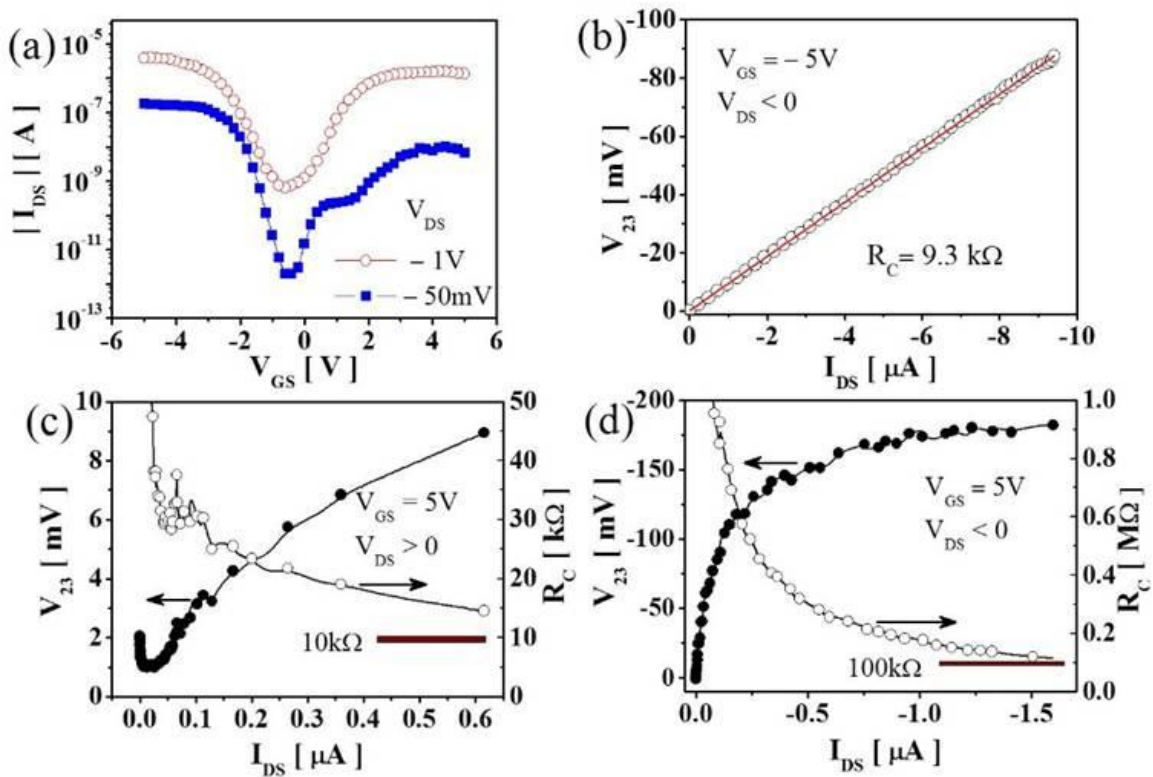 (a)
10^-5
10^-7
10^-9
10^-11
10^-13
| I_DS | [ A ]
V_DS
– 1V
– 50mV
-6 -4 -2 0 2 4 6
V_GS [ V ]
(b)
-100
-80
-60
-40
-20
0
V_23 [ mV ]
V_GS = – 5V
V_DS < 0
R_C = 9.3 kΩ
0 -2 -4 -6 -8 -10
I_DS [ μA ]
(c)
10
8
6
4
2
0
V_23 [ mV ]
50
40
30
20
10
0
R_C [ kΩ ]
V_GS = 5V
V_DS > 0
10kΩ
0.0 0.1 0.2 0.3 0.4 0.5 0.6
I_DS [ μA ]
(d)
-200
-150
-100
-50
0
V_23 [ mV ]
1.0
0.8
0.6
0.4
0.2
0.0
R_C [ MΩ ]
V_GS = 5V
V_DS < 0
100kΩ
0.0 -0.5 -1.0 -1.5
I_DS [ μA ]